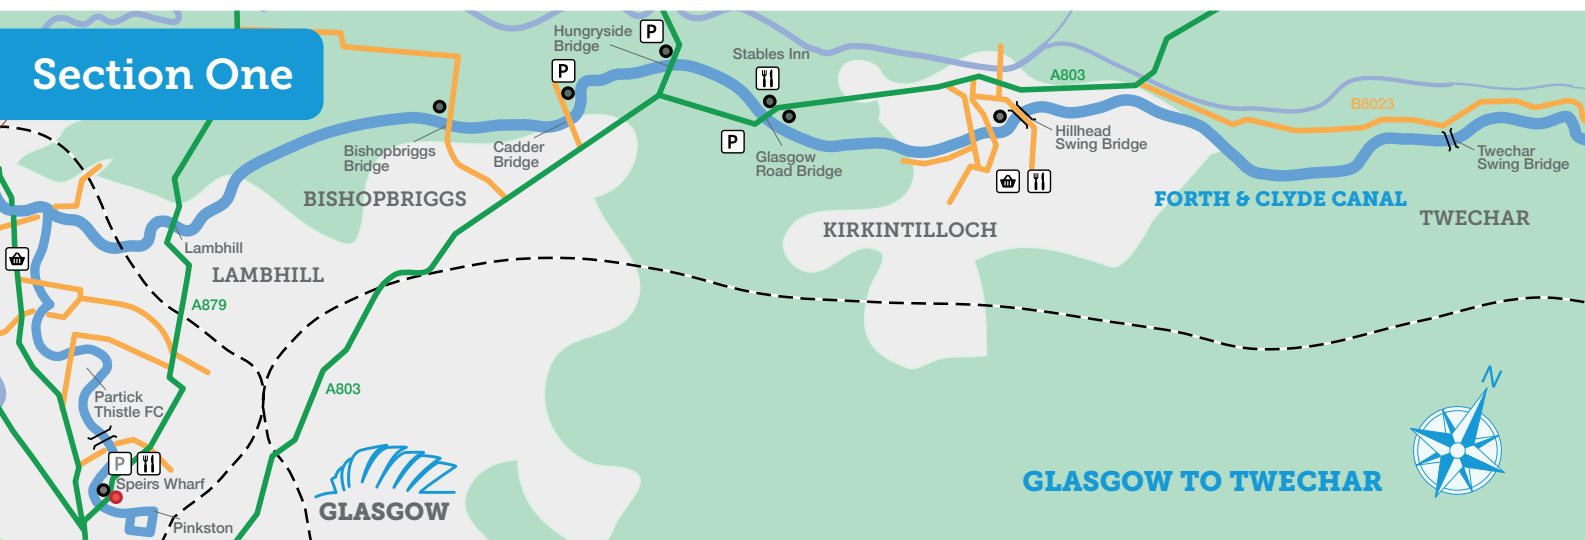 Section One
Hungryside
Bridge
P
P
Stables Inn
A803
B8023
Bishopbriggs
Bridge
Cadder
Bridge
P
Glasgow
Road Bridge
Hillhead
Swing Bridge
Twechar
Swing Bridge
BISHOPBRIGGS
FORTH & CLYDE CANAL
TWECHAR
KIRKINTILLOCH
Lambhill
LAMBHILL
A879
A803
N
Partick
Thistle FC
P
Speirs Wharf
Pinkston
GLASGOW
GLASGOW TO TWECHAR